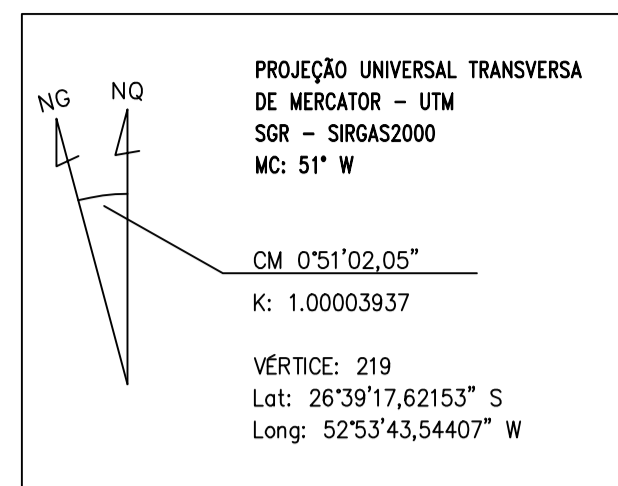 NG NQ
PROJEÇÃO UNIVERSAL TRANSVERSA
DE MERCATOR – UTM
SGR – SIRGAS2000
MC: 51° W
CM 0°51'02,05"
K: 1.00003937
VÉRTICE: 219
Lat: 26°39'17,62153" S
Long: 52°53'43,54407" W